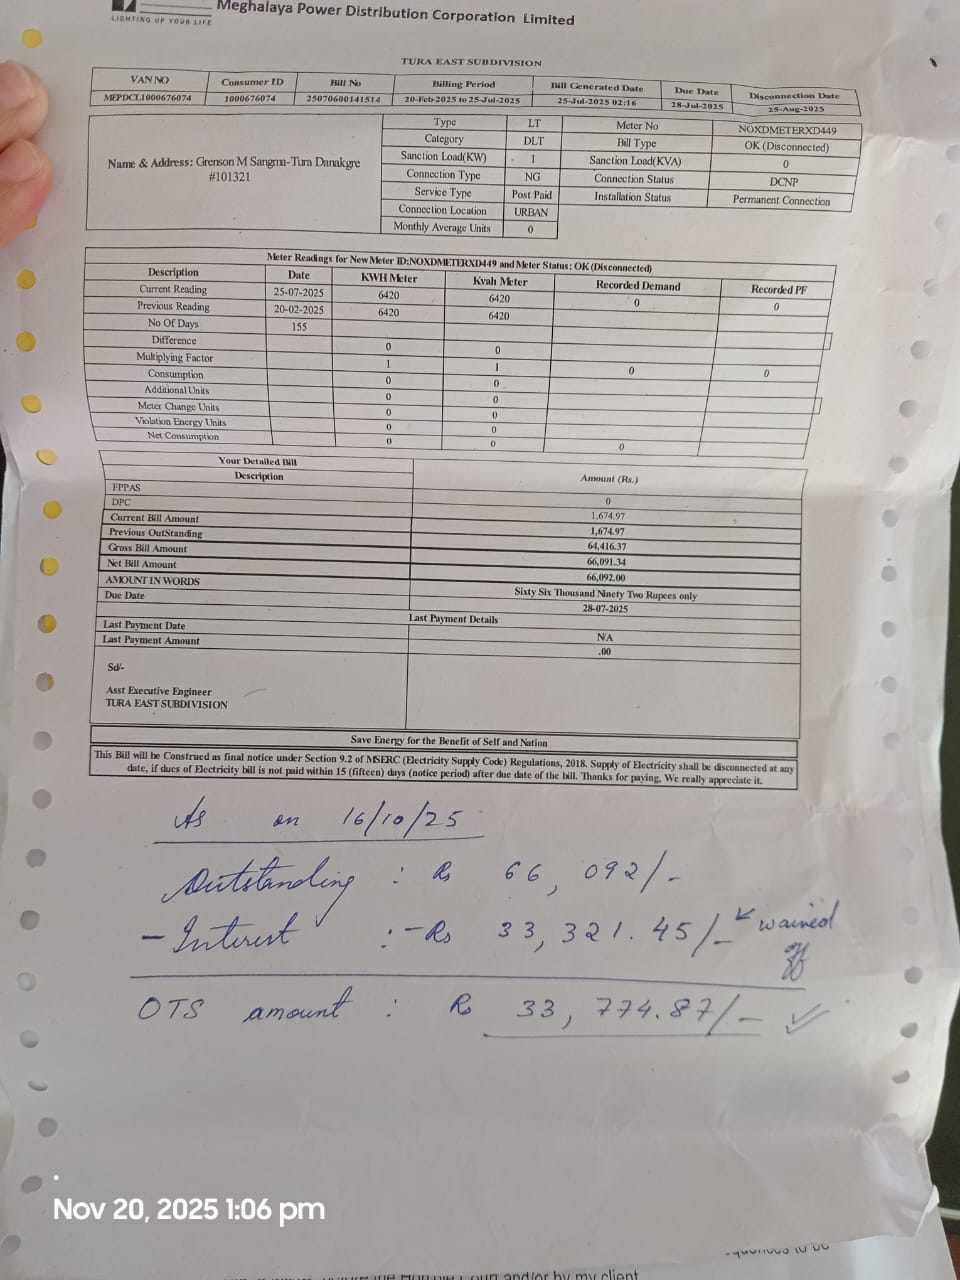 Meghalaya Power Distribution Corporation Limited
LIGHTING UP YOUR LIFE
TURA EAST SUBDIVISION
VAN NO Consumer ID Bill No Billing Period Bill Generated Date Due Date Disconnection Date
MEPDCL1000676074 1000676074 25070600141514 20-Feb-2025 to 25-Jul-2025 25-Jul-2025 02:16 28-Jul-2025 25-Aug-2025
Name & Address: Grenson M Sangma-Tura Danakgre
#101321
Type LT Meter No NOXDMETERXD449
Category DLT Bill Type OK (Disconnected)
Sanction Load(KW) 1 Sanction Load(KVA) 0
Connection Type NG Connection Status DCNP
Service Type Post Paid Installation Status Permanent Connection
Connection Location URBAN
Monthly Average Units 0
Meter Readings for New Meter ID:NOXDMETERXD449 and Meter Status: OK (Disconnected)
Description Date KWH Meter Kvah Meter Recorded Demand Recorded PF
Current Reading 25-07-2025 6420 6420 0 0
Previous Reading 20-02-2025 6420 6420
No Of Days 155
Difference 0 0
Multiplying Factor 1 1 0 0
Consumption 0 0
Additional Units 0 0
Meter Change Units 0 0
Violation Energy Units 0 0
Net Consumption 0 0 0
Your Detailed Bill
Description Amount (Rs.)
FPPAS 0
DPC 1,674.97
Current Bill Amount 1,674.97
Previous OutStanding 64,416.37
Gross Bill Amount 66,091.34
Net Bill Amount 66,092.00
AMOUNT IN WORDS Sixty Six Thousand Ninety Two Rupees only
Due Date 28-07-2025
Last Payment Details
Last Payment Date NA
Last Payment Amount .00
Sd/-
Asst Executive Engineer
TURA EAST SUBDIVISION
Save Energy for the Benefit of Self and Nation
This Bill will be Construed as final notice under Section 9.2 of MSERC (Electricity Supply Code) Regulations, 2018. Supply of Electricity shall be disconnected at any
date, if dues of Electricity bill is not paid within 15 (fifteen) days (notice period) after due date of the bill. Thanks for paying, We really appreciate it.
As on 16/10/25
Outstanding : Rs 66,092/-
- Interest :- Rs 33,321.45/- waived
OTS amount : Rs 33,774.87/-
Nov 20, 2025 1:06 pm
and/or by my client